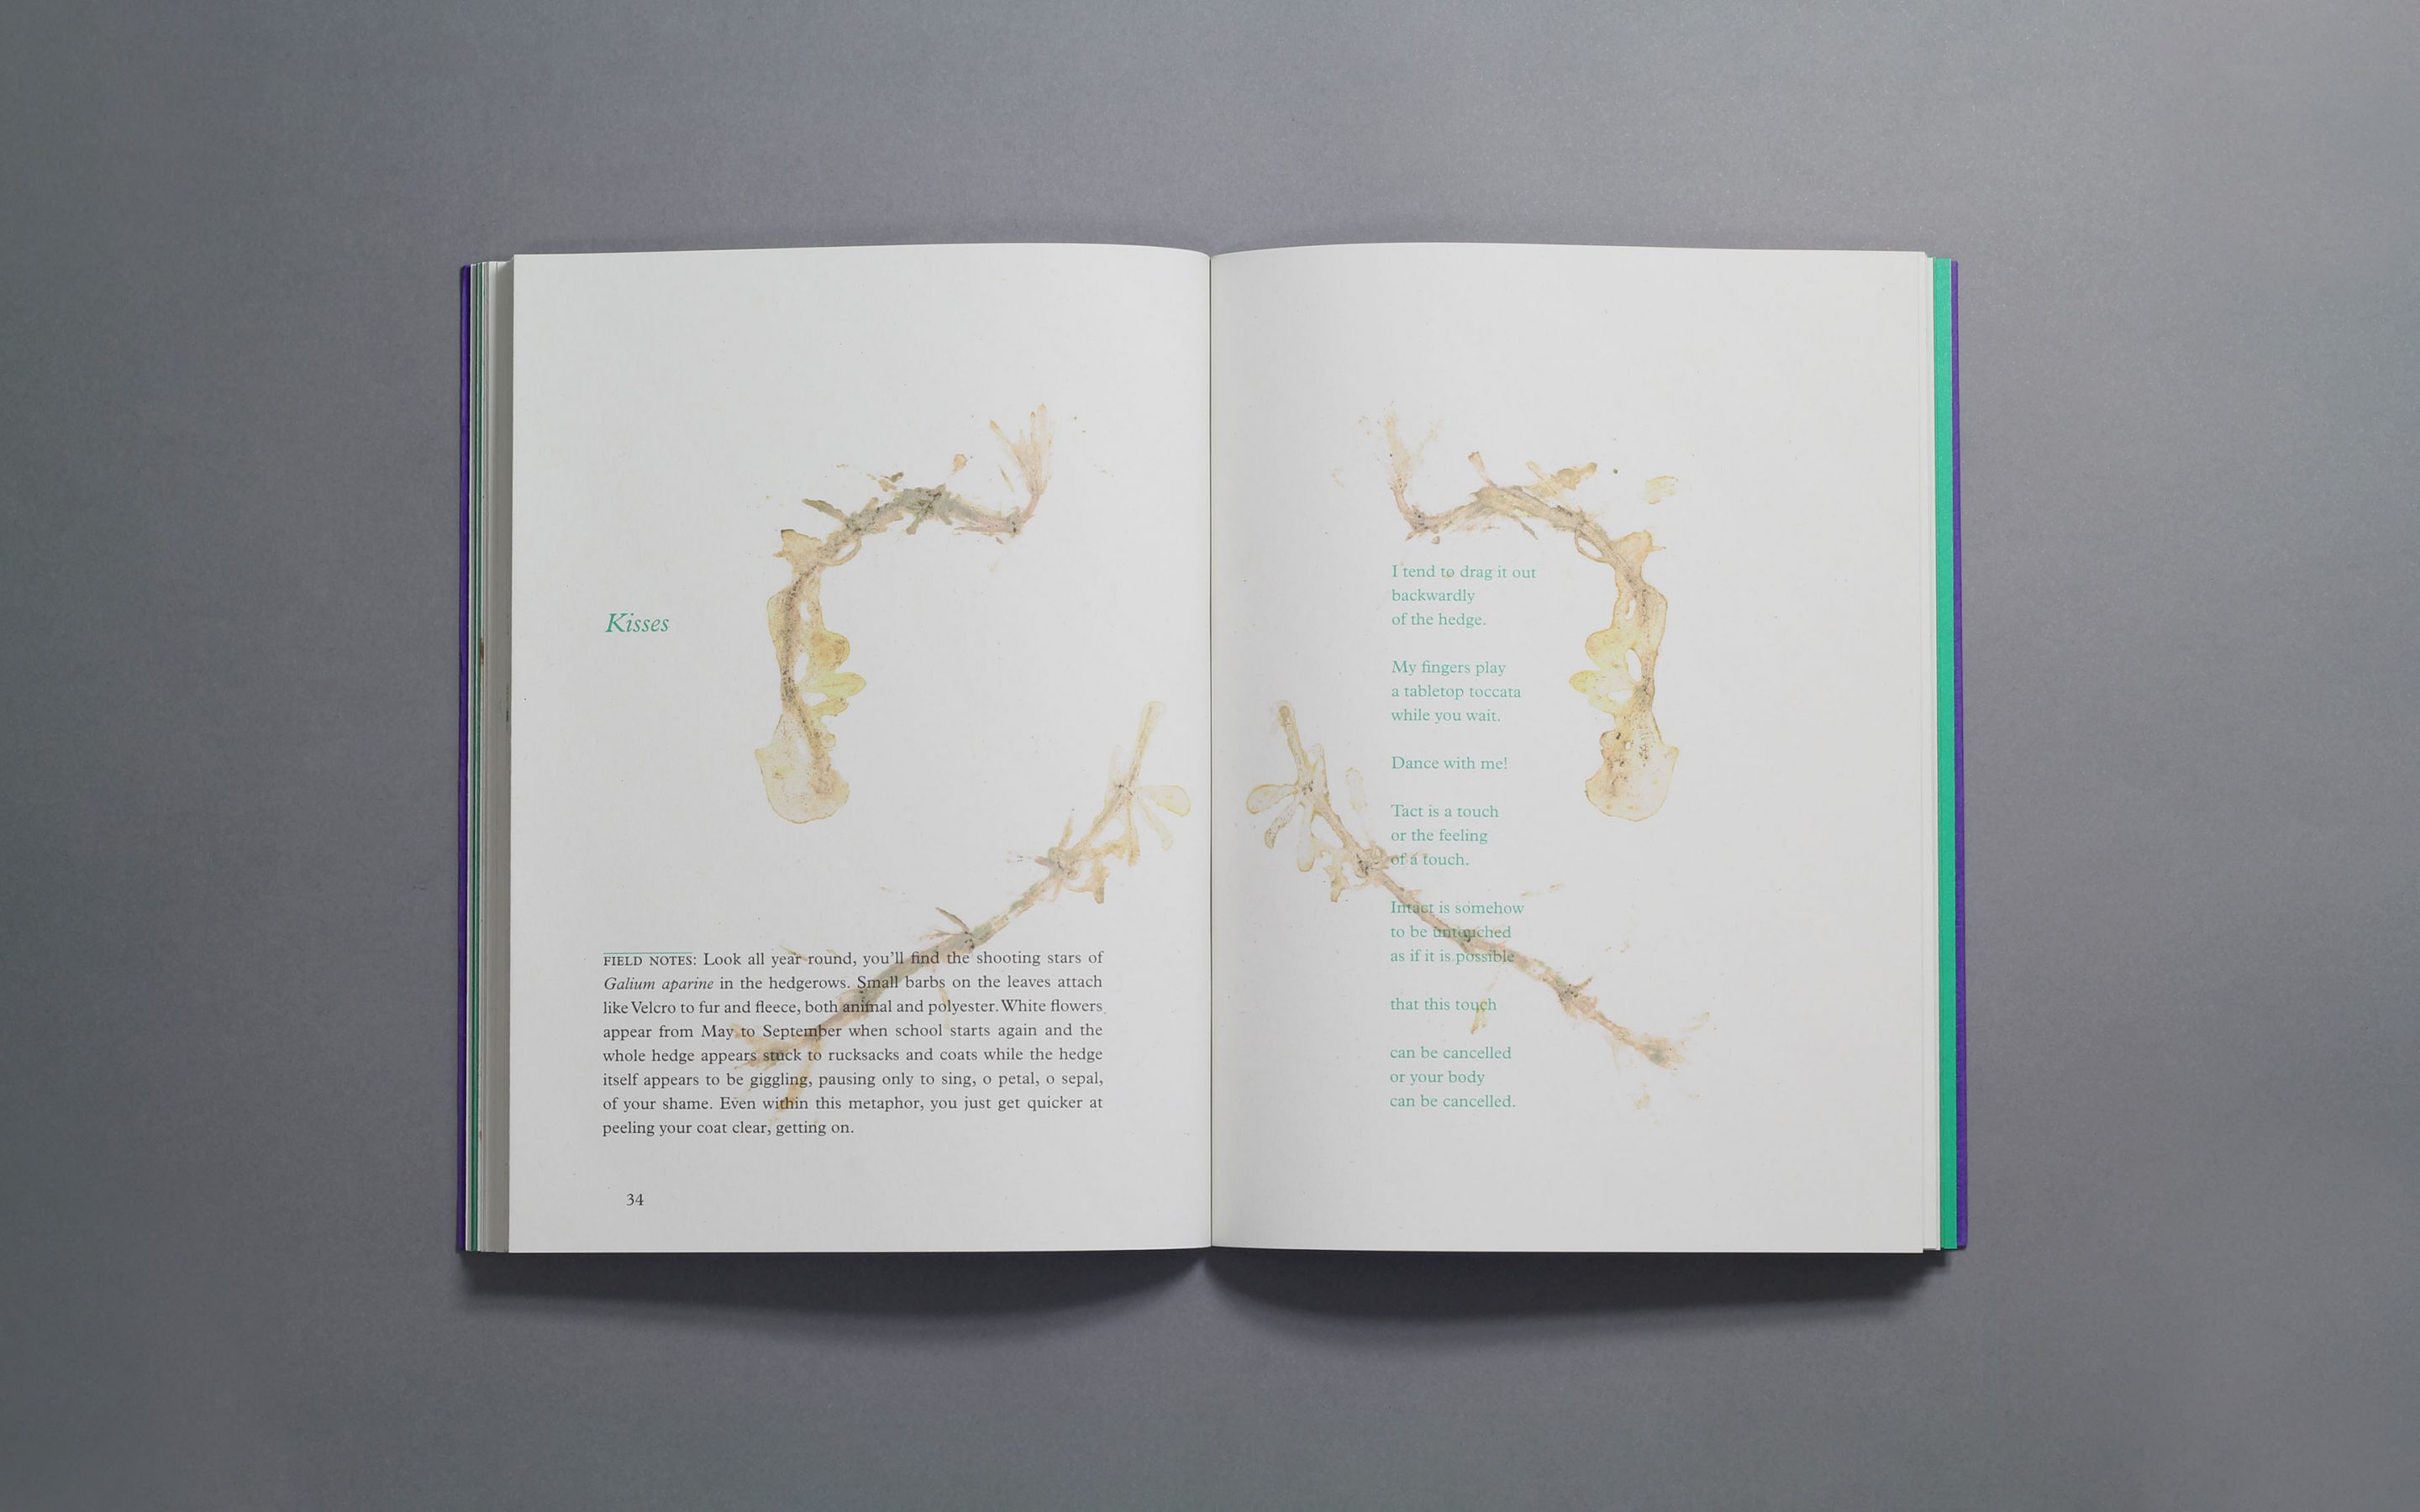 Kisses
FIELD NOTES: Look all year round, you'll find the shooting stars of
Galium aparine in the hedgerows. Small barbs on the leaves attach
like Velcro to fur and fleece, both animal and polyester. White flowers
appear from May to September when school starts again and the
whole hedge appears stuck to rucksacks and coats while the hedge
itself appears to be giggling, pausing only to sing, o petal, o sepal,
of your shame. Even within this metaphor, you just get quicker at
peeling your coat clear, getting on.
34
I tend to drag it out
backwardly
of the hedge.
My fingers play
a tabletop toccata
while you wait.
Dance with me!
Tact is a touch
or the feeling
of a touch.
Intact is somehow
to be untouched
as if it is possible
that this touch
can be cancelled
or your body
can be cancelled.